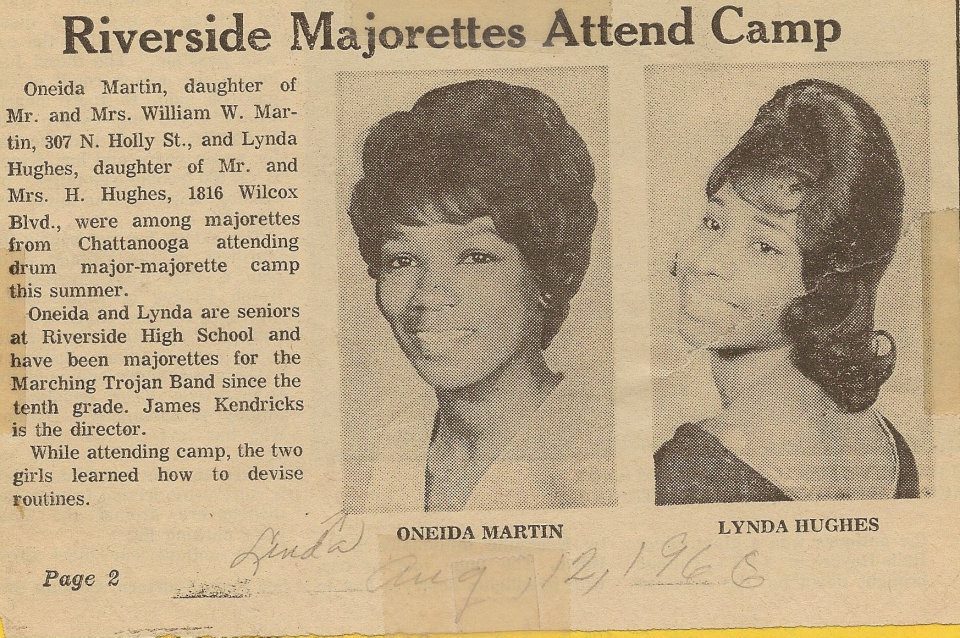 Riverside Majorettes Attend Camp
Oneida Martin, daughter of
Mr. and Mrs. William W. Mar-
tin, 307 N. Holly St., and Lynda
Hughes, daughter of Mr. and
Mrs. H. Hughes, 1816 Wilcox
Blvd., were among majorettes
from Chattanooga attending
drum major-majorette camp
this summer.
Oneida and Lynda are seniors
at Riverside High School and
have been majorettes for the
Marching Trojan Band since the
tenth grade. James Kendricks
is the director.
While attending camp, the two
girls learned how to devise
routines.
ONEIDA MARTIN
LYNDA HUGHES
Linda
Aug, 12, 1966
Page 2